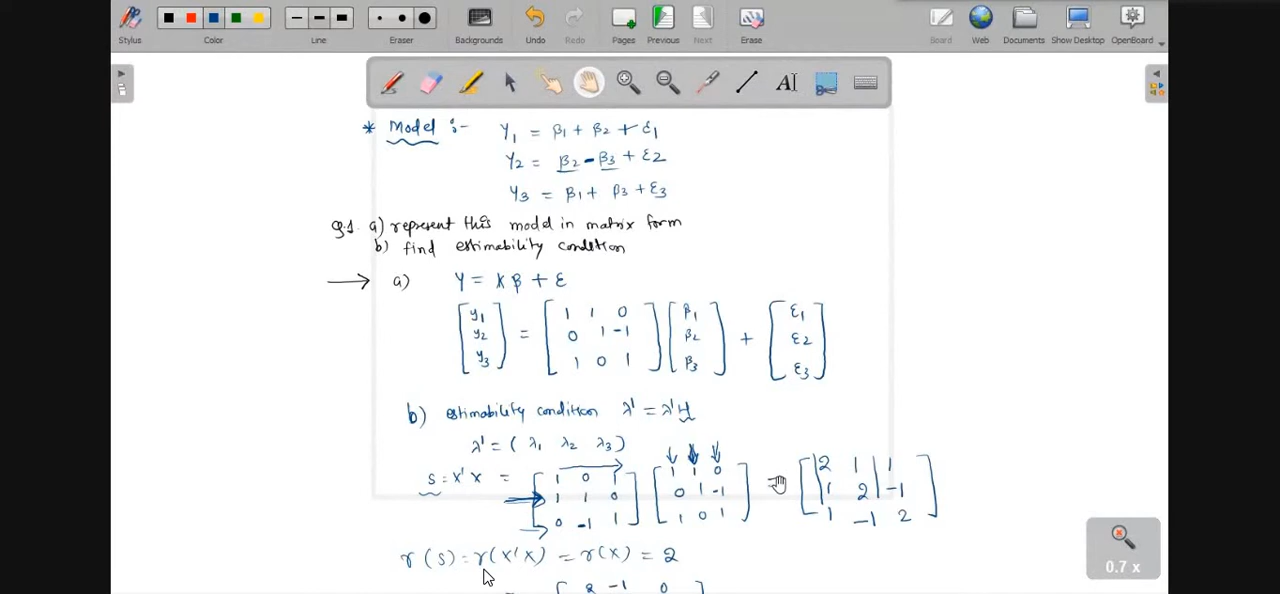 Stylus Color Line Eraser Backgrounds Undo Redo Pages Previous Next Erase Board Web Documents Show Desktop OpenBoard
* Model :-
Y1 = β1 + β2 + ε1
Y2 = β2 - β3 + ε2
Y3 = β1 + β3 + ε3
Q.1. a) represent this model in matrix form
b) find estimability condition
→ a) Y = Xβ + ε
[y1 y2 y3] = [1 1 0 0 1 -1 1 0 1] [β1 β2 β3] + [ε1 ε2 ε3]
b) estimability condition λ' = λ'H
λ' = ( λ1 λ2 λ3 )
S = X'X = [1 0 1 1 1 0 0 -1 1] [1 1 0 0 1 -1 1 0 1] = [2 1 1 1 2 -1 1 -1 2]
r(S) = r(X'X) = r(X) = 2
2 -1 0
0.7 x